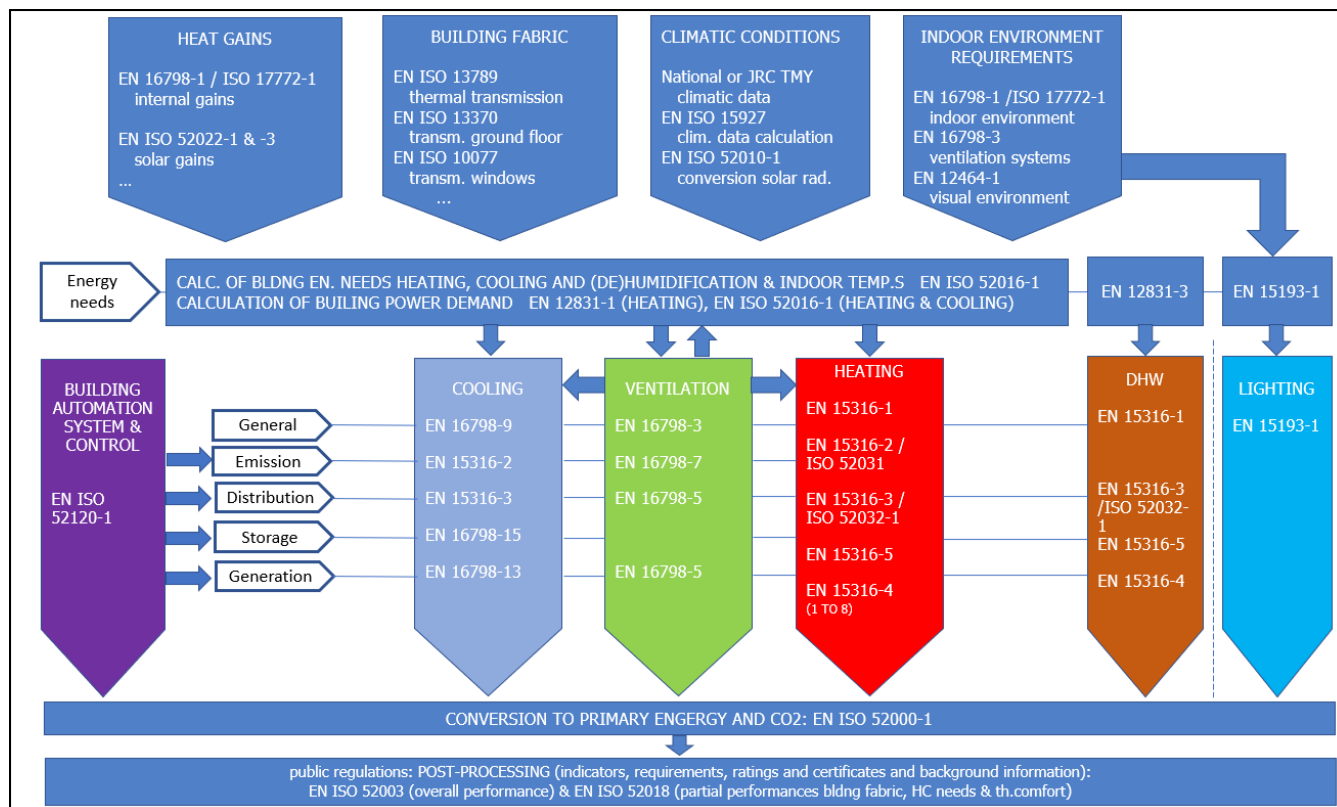 HEAT GAINS
EN 16798-1 / ISO 17772-1
internal gains
EN ISO 52022-1 & -3
solar gains
...
BUILDING FABRIC
EN ISO 13789
thermal transmission
EN ISO 13370
transm. ground floor
EN ISO 10077
transm. windows
...
CLIMATIC CONDITIONS
National or JRC TMY
climatic data
EN ISO 15927
clim. data calculation
EN ISO 52010-1
conversion solar rad.
INDOOR ENVIRONMENT
REQUIREMENTS
EN 16798-1 /ISO 17772-1
indoor environment
EN 16798-3
ventilation systems
EN 12464-1
visual environment
Energy
needs
CALC. OF BLDNG EN. NEEDS HEATING, COOLING AND (DE)HUMIDIFICATION & INDOOR TEMP.S EN ISO 52016-1
CALCULATION OF BUILING POWER DEMAND EN 12831-1 (HEATING), EN ISO 52016-1 (HEATING & COOLING)
EN 12831-3
EN 15193-1
BUILDING
AUTOMATION
SYSTEM &
CONTROL
EN ISO
52120-1
General
Emission
Distribution
Storage
Generation
COOLING
EN 16798-9
EN 15316-2
EN 15316-3
EN 16798-15
EN 16798-13
VENTILATION
EN 16798-3
EN 16798-7
EN 16798-5
EN 16798-5
HEATING
EN 15316-1
EN 15316-2 /
ISO 52031
EN 15316-3 /
ISO 52032-1
EN 15316-5
EN 15316-4
(1 TO 8)
DHW
EN 15316-1
EN 15316-3
/ISO 52032-
1
EN 15316-5
EN 15316-4
LIGHTING
EN 15193-1
CONVERSION TO PRIMARY ENGERGY AND CO2: EN ISO 52000-1
public regulations: POST-PROCESSING (indicators, requirements, ratings and certificates and background information):
EN ISO 52003 (overall performance) & EN ISO 52018 (partial performances bldng fabric, HC needs & th.comfort)